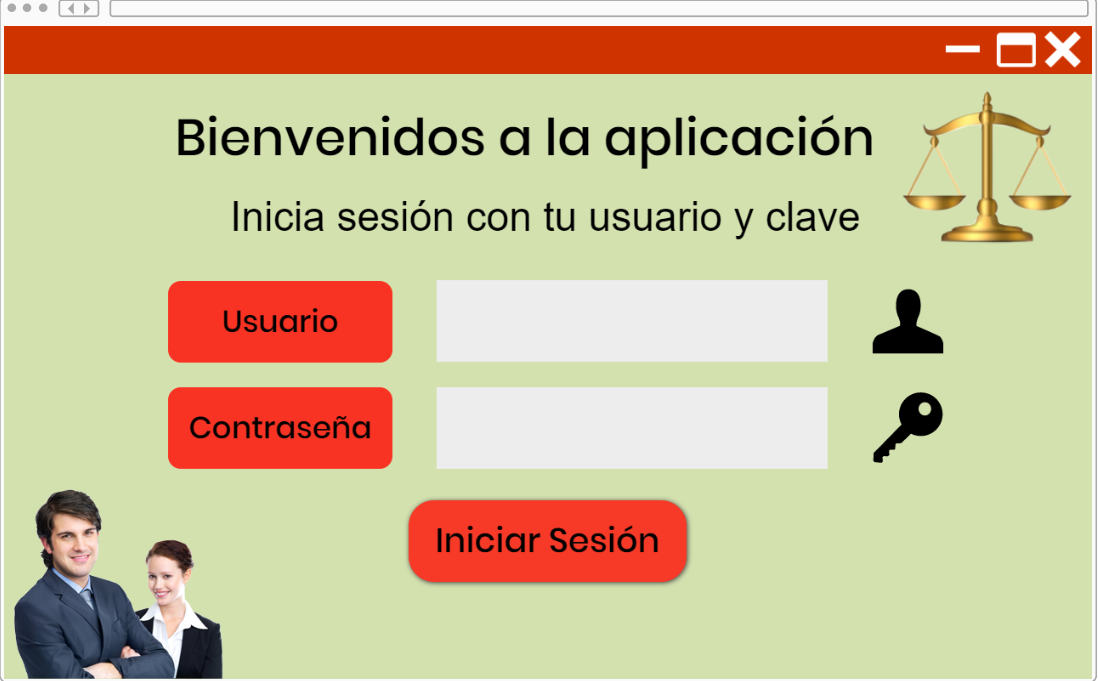 Bienvenidos a la aplicación
Inicia sesión con tu usuario y clave
Usuario
Contraseña
Iniciar Sesión